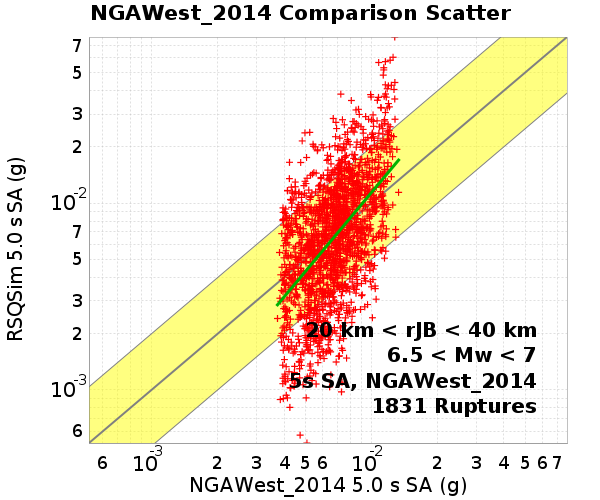 NGAWest_2014 Comparison Scatter
RSQSim 5.0 s SA (g)
7
5
3
2
10-2
7
5
3
2
10-3
6
20 km < rJB < 40 km
6.5 < Mw < 7
5s SA, NGAWest_2014
1831 Ruptures
6 10-3 2 3 4 5 6 10-2 2 3 4 5 6 7
NGAWest_2014 5.0 s SA (g)